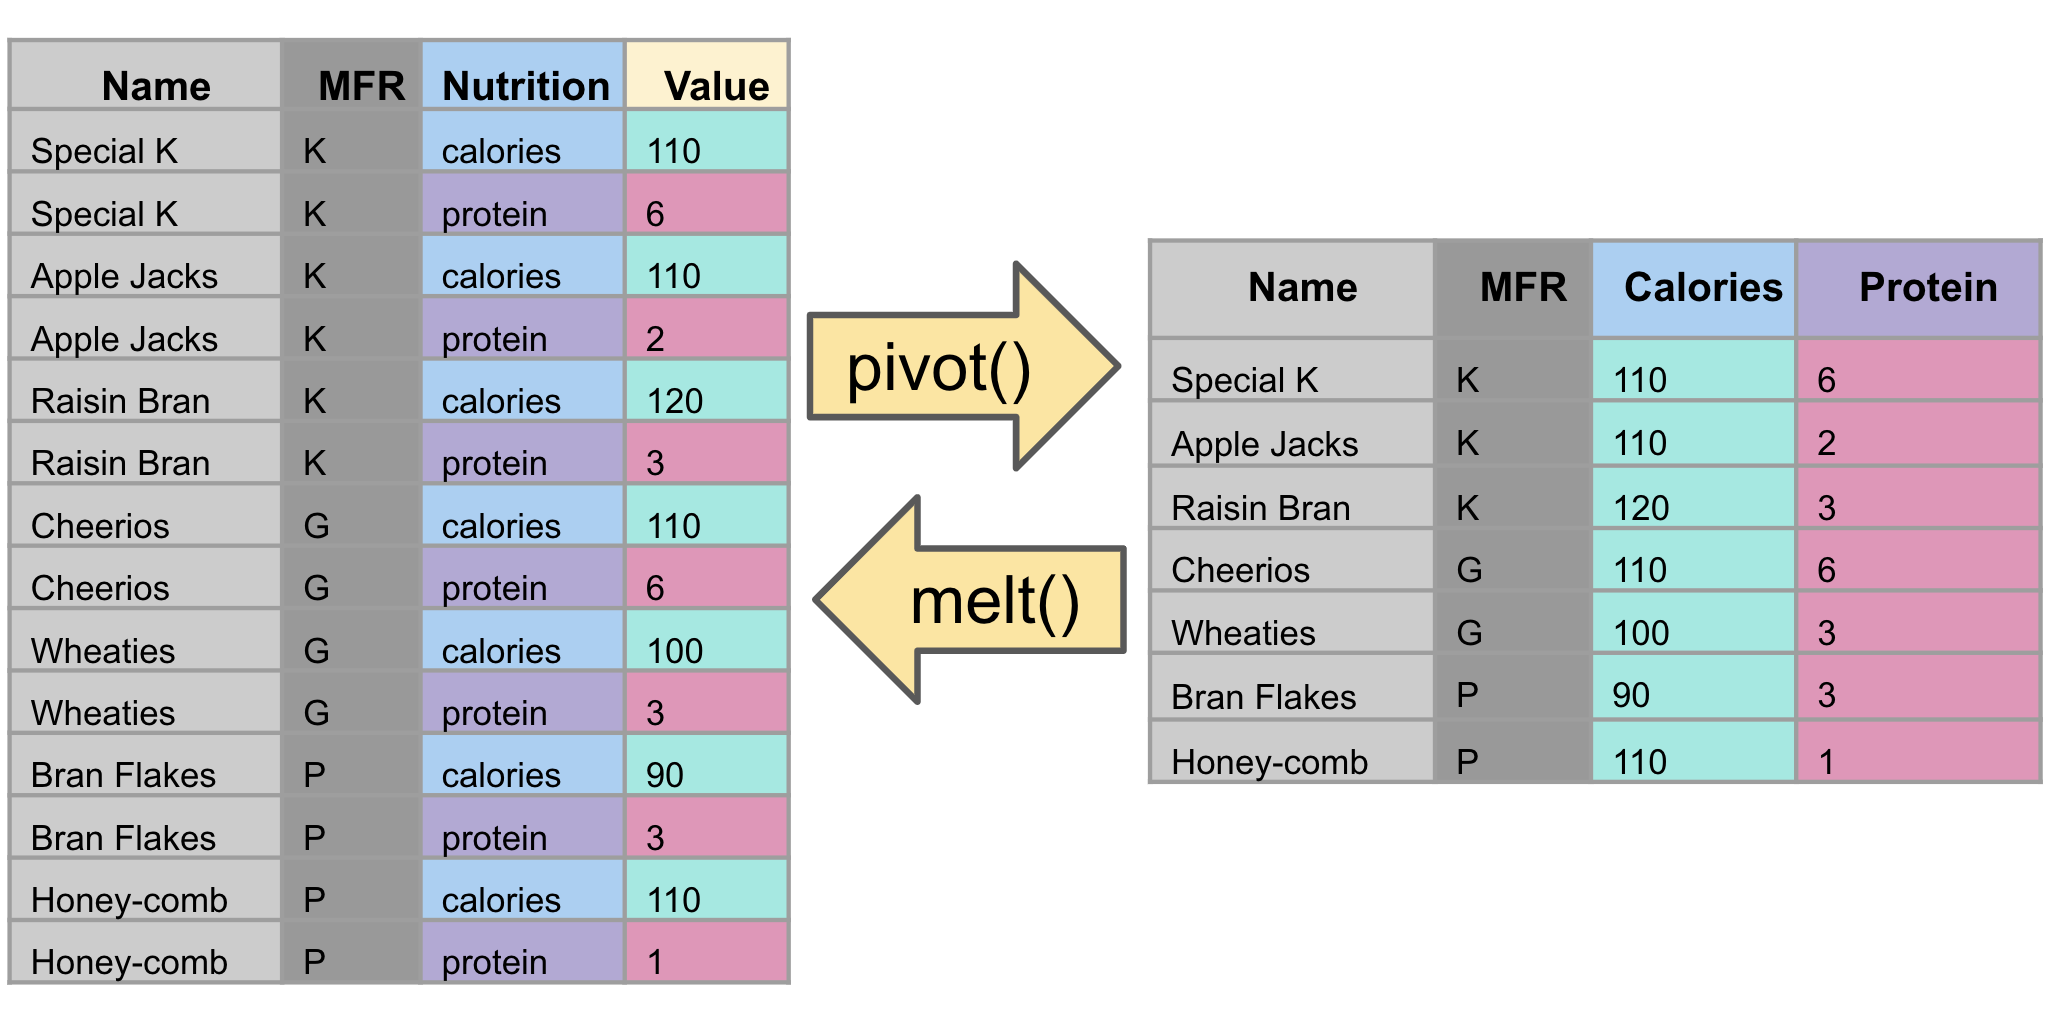 Name MFR Nutrition Value
Special K K calories 110
Special K K protein 6
Apple Jacks K calories 110
Apple Jacks K protein 2
Raisin Bran K calories 120
Raisin Bran K protein 3
Cheerios G calories 110
Cheerios G protein 6
Wheaties G calories 100
Wheaties G protein 3
Bran Flakes P calories 90
Bran Flakes P protein 3
Honey-comb P calories 110
Honey-comb P protein 1
pivot()
melt()
Name MFR Calories Protein
Special K K 110 6
Apple Jacks K 110 2
Raisin Bran K 120 3
Cheerios G 110 6
Wheaties G 100 3
Bran Flakes P 90 3
Honey-comb P 110 1